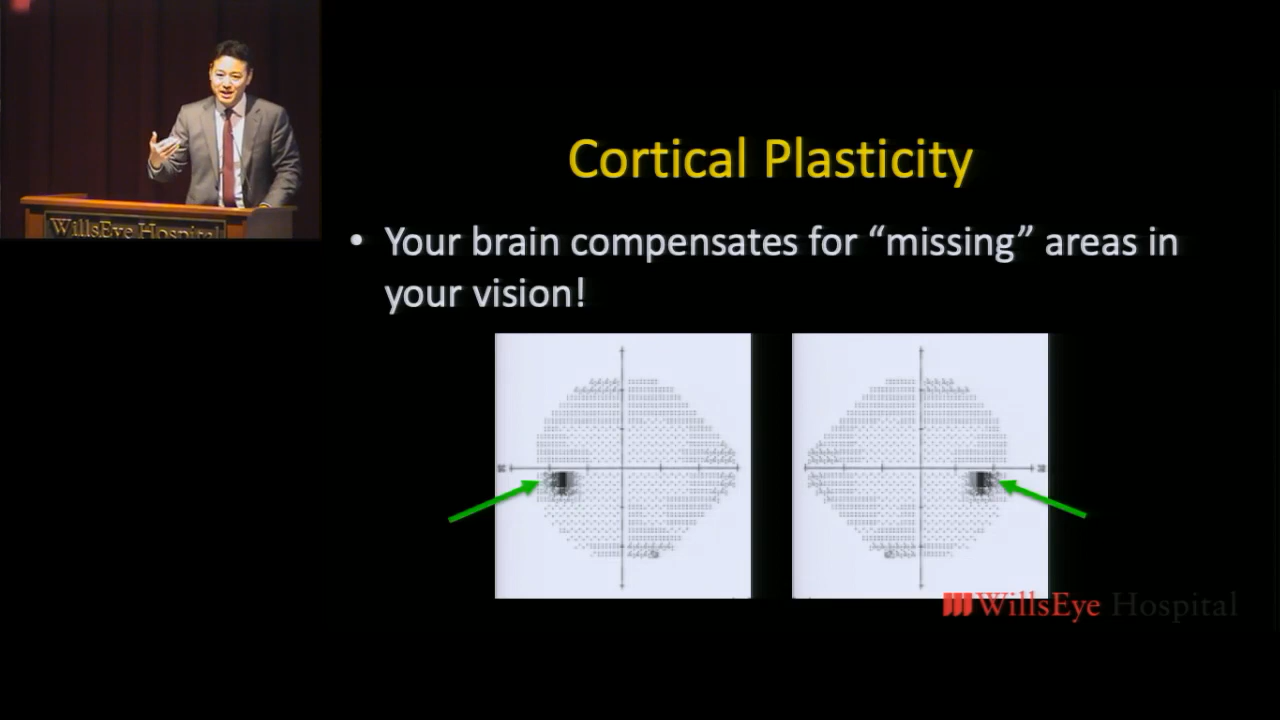 Cortical Plasticity
• Your brain compensates for “missing” areas in
your vision!
WillsEye Hospital
WillsEye Hospital